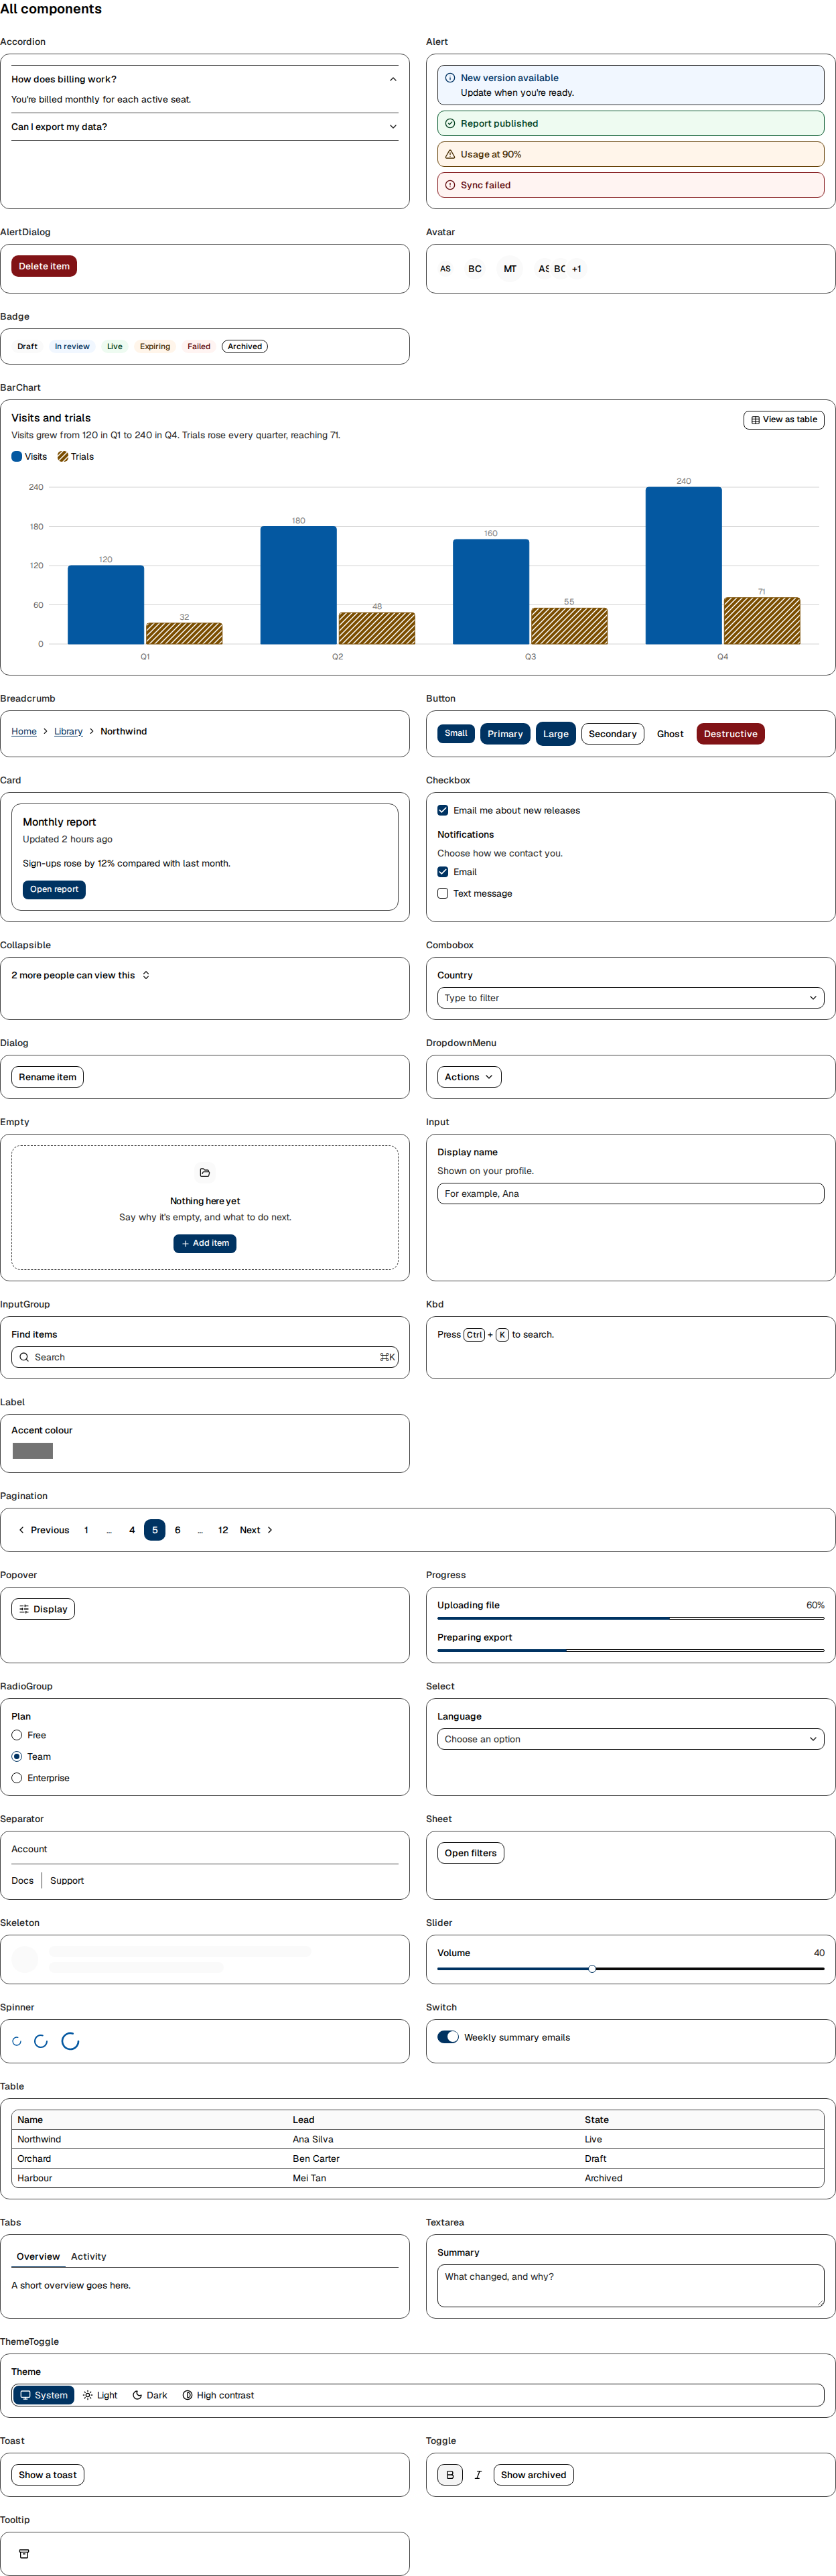 All components
Accordion
How does billing work?
You're billed monthly for each active seat.
Can I export my data?
Alert
New version available
Update when you're ready.
Report published
Usage at 90%
Sync failed
AlertDialog
Delete item
Avatar
AS BC MT AS BC +1
Badge
Draft In review Live Expiring Failed Archived
BarChart
Visits and trials
View as table
Visits grew from 120 in Q1 to 240 in Q4. Trials rose every quarter, reaching 71.
Visits Trials
240
180
120
60
0
120
32
180
48
160
55
240
71
Q1 Q2 Q3 Q4
Breadcrumb
Home Library Northwind
Button
Small Primary Large Secondary Ghost Destructive
Card
Monthly report
Updated 2 hours ago
Sign-ups rose by 12% compared with last month.
Open report
Checkbox
Email me about new releases
Notifications
Choose how we contact you.
Email
Text message
Collapsible
2 more people can view this
Combobox
Country
Type to filter
Dialog
Rename item
DropdownMenu
Actions
Empty
Nothing here yet
Say why it's empty, and what to do next.
Add item
Input
Display name
Shown on your profile.
For example, Ana
InputGroup
Find items
Search ⌘K
Kbd
Press Ctrl + K to search.
Label
Accent colour
Pagination
Previous 1 … 4 5 6 … 12 Next
Popover
Display
Progress
Uploading file 60%
Preparing export
RadioGroup
Plan
Free
Team
Enterprise
Select
Language
Choose an option
Separator
Account
Docs Support
Sheet
Open filters
Skeleton
Slider
Volume 40
Spinner
Switch
Weekly summary emails
Table
Name Lead State
Northwind Ana Silva Live
Orchard Ben Carter Draft
Harbour Mei Tan Archived
Tabs
Overview Activity
A short overview goes here.
Textarea
Summary
What changed, and why?
ThemeToggle
Theme
System Light Dark High contrast
Toast
Show a toast
Toggle
B I Show archived
Tooltip